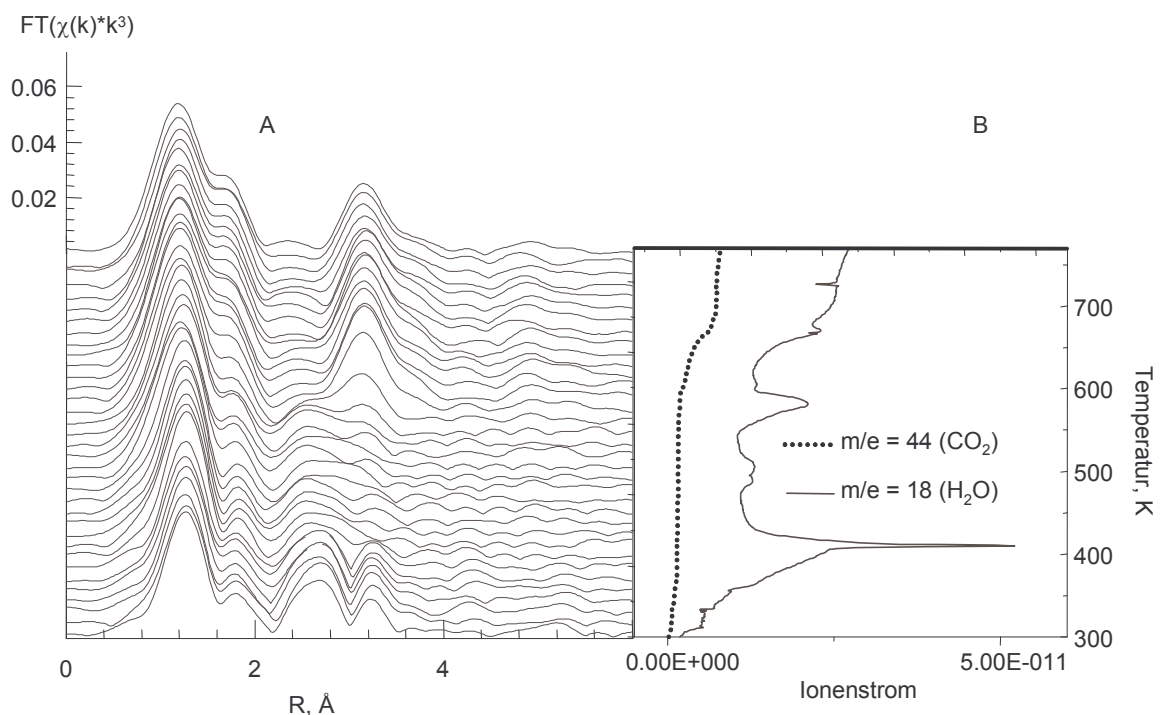 FT(χ(k)*k³)
0.06
0.04
0.02
A
B
0
2
4
R, Å
700
600
500
400
300
Temperatur, K
m/e = 44 (CO₂)
m/e = 18 (H₂O)
0.00E+000
5.00E-011
Ionenstrom